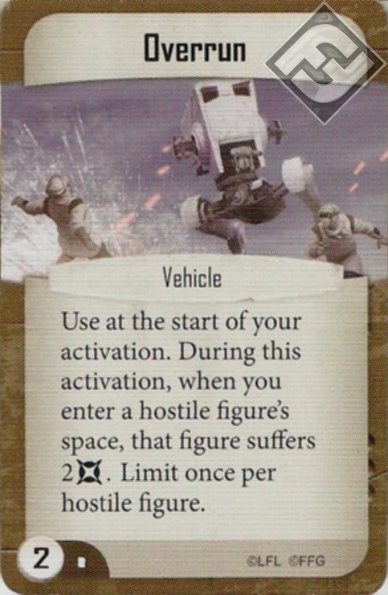 Overrun
Vehicle
Use at the start of your
activation. During this
activation, when you
enter a hostile figure's
space, that figure suffers
2 . Limit once per
hostile figure.
2
©LFL ©FFG